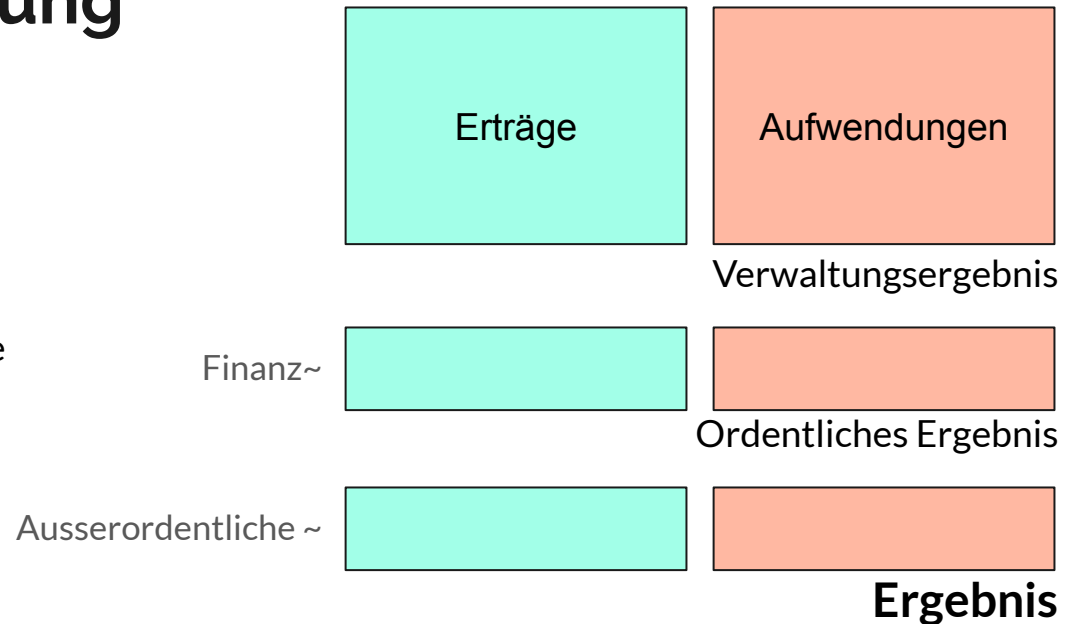 ung
Erträge
Aufwendungen
Verwaltungsergebnis
e
Finanz~
Ordentliches Ergebnis
Ausserordentliche ~
Ergebnis